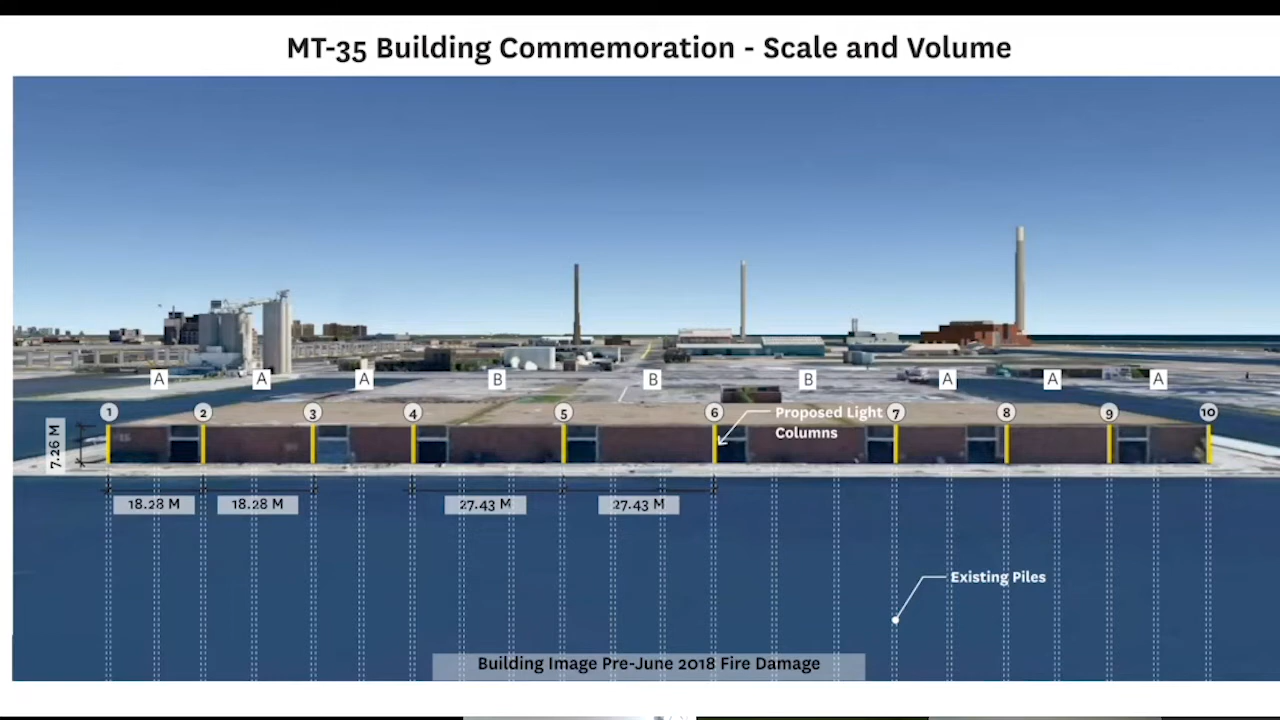 MT-35 Building Commemoration - Scale and Volume
A A A B B B A A A
1 2 3 4 5 6 7 8 9 10
Proposed Light
Columns
7.26 M
18.28 M 18.28 M 27.43 M 27.43 M
Existing Piles
Building Image Pre-June 2018 Fire Damage